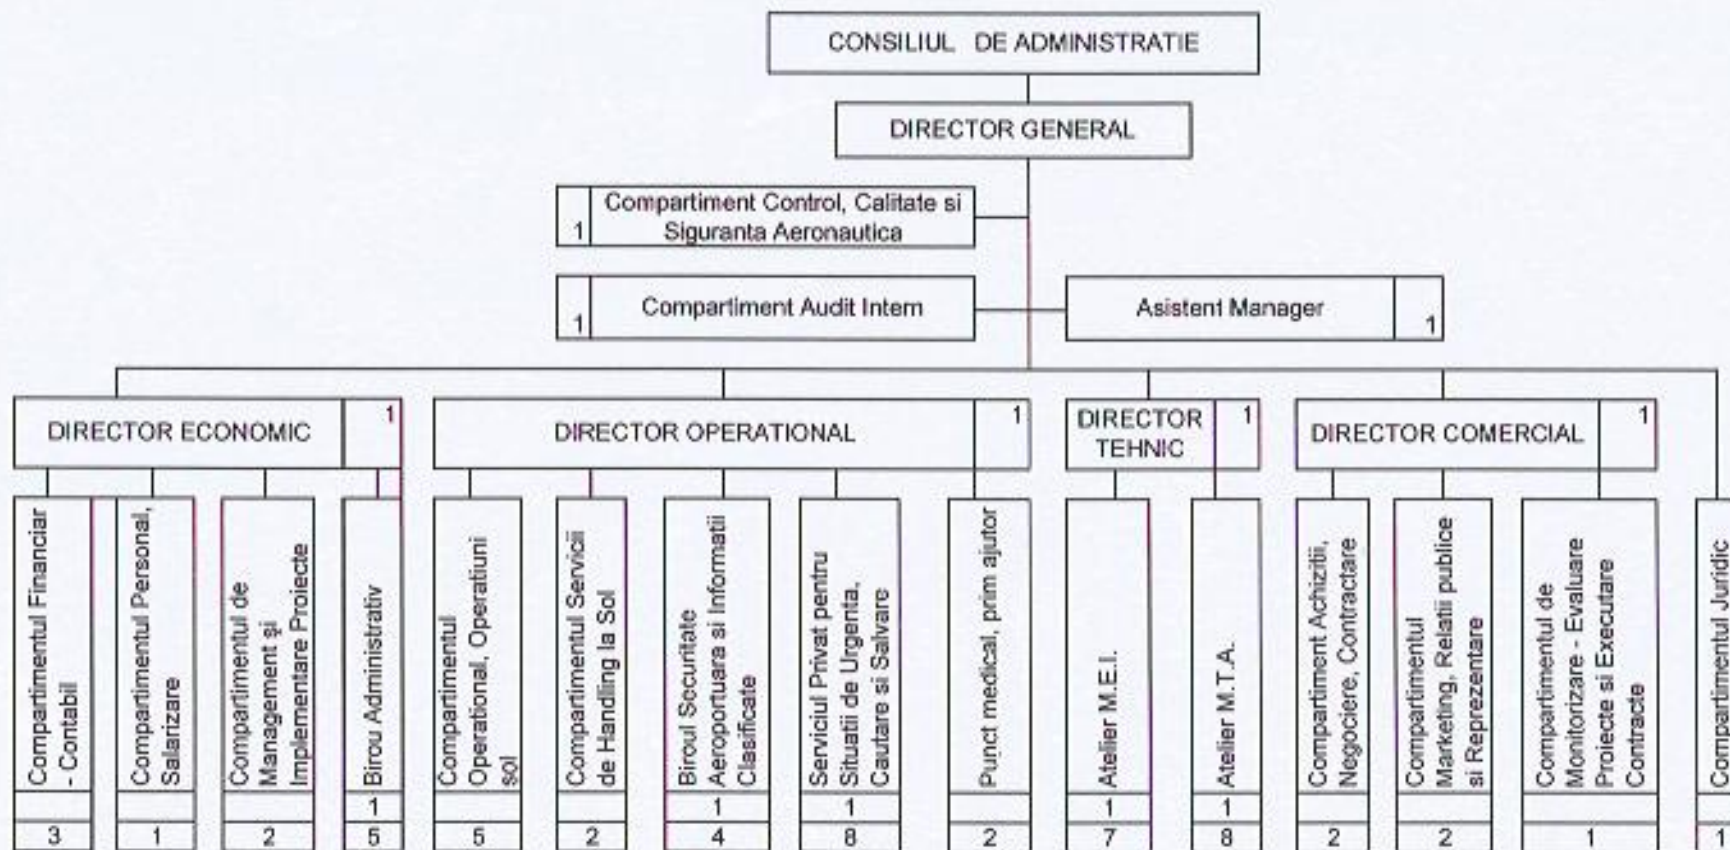 CONSILIUL DE ADMINISTRATIE
DIRECTOR GENERAL
1
Compartiment Control, Calitate si
Siguranta Aeronautica
1
Compartiment Audit Intern
Asistent Manager
1
DIRECTOR ECONOMIC
1
DIRECTOR OPERATIONAL
1
DIRECTOR
TEHNIC
1
DIRECTOR COMERCIAL
1
Compartimentul Financiar
- Contabil
3
Compartimentul Personal,
Salarizare
1
Compartimentul de
Management şi
Implementare Proiecte
2
Birou Administrativ
1
5
Compartimentul
Operational, Operatiuni
sol
5
Compartimentul Servicii
de Handling la Sol
2
Biroul Securitate
Aeroportuara si Informatii
Clasificate
1
4
Serviciul Privat pentru
Situatii de Urgenta,
Cautare si Salvare
1
8
Punct medical, prim ajutor
2
Atelier M.E.I.
1
7
Atelier M.T.A.
1
8
Compartiment Achizitii,
Negociere, Contractare
2
Compartimentul
Marketing, Relatii publice
si Reprezentare
2
Compartimentul de
Monitorizare - Evaluare
Proiecte si Executare
Contracte
1
Compartimentul Juridic
1